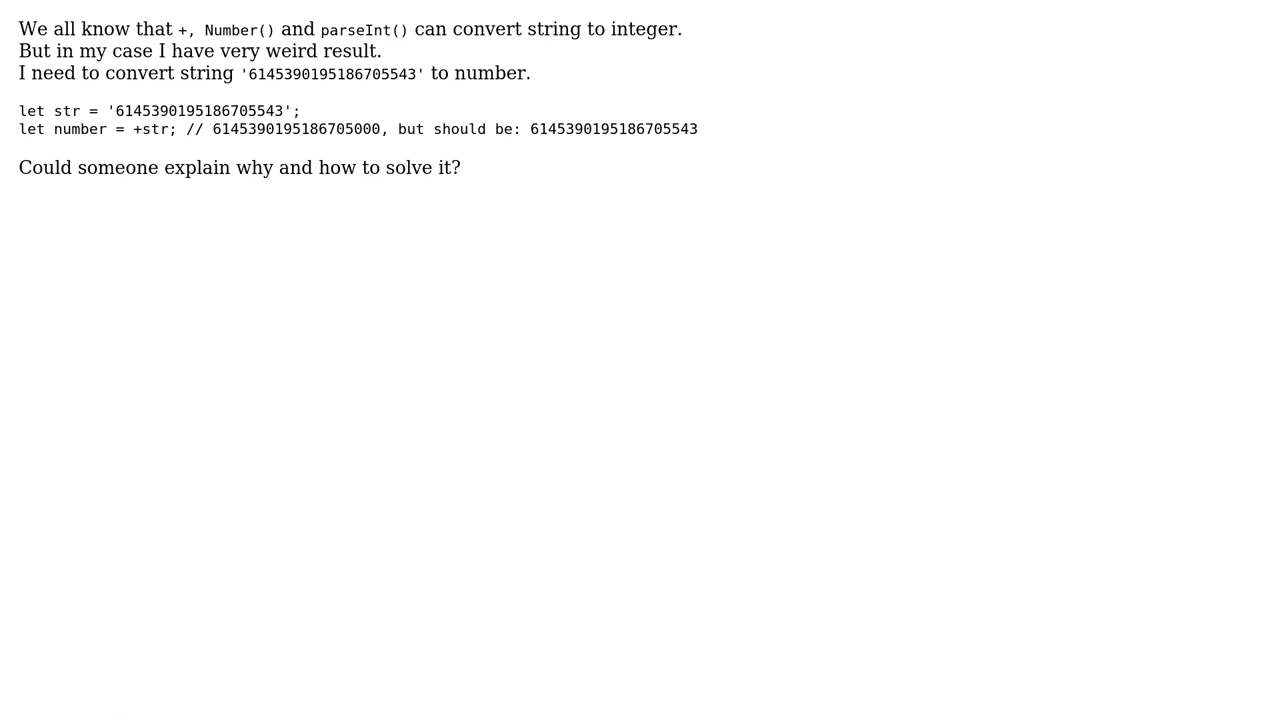 We all know that +, Number() and parseInt() can convert string to integer.
But in my case I have very weird result.
I need to convert string '6145390195186705543' to number.
let str = '6145390195186705543';
let number = +str; // 6145390195186705000, but should be: 6145390195186705543
Could someone explain why and how to solve it?